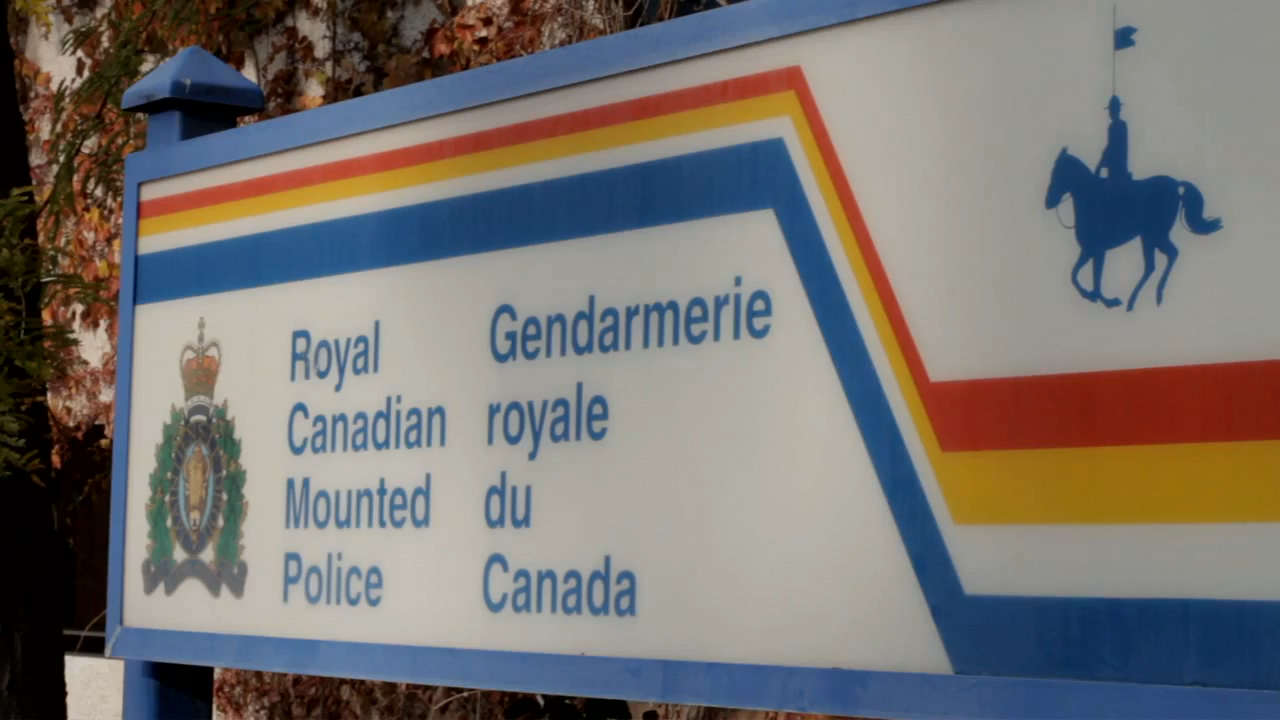 Royal
Canadian
Mounted
Police
Gendarmerie
royale
du
Canada